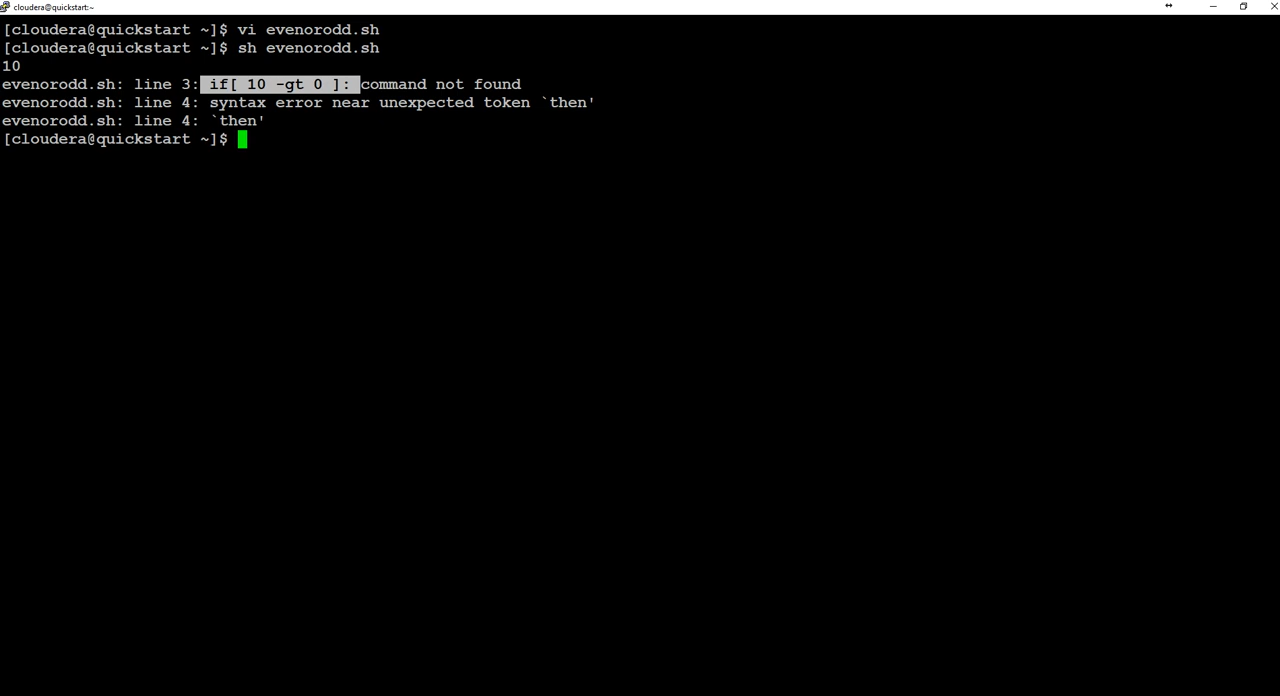 cloudera@quickstart:~
[cloudera@quickstart ~]$ vi evenorodd.sh
[cloudera@quickstart ~]$ sh evenorodd.sh
10
evenorodd.sh: line 3: if[ 10 -gt 0 ]: command not found
evenorodd.sh: line 4: syntax error near unexpected token `then'
evenorodd.sh: line 4: `then'
[cloudera@quickstart ~]$